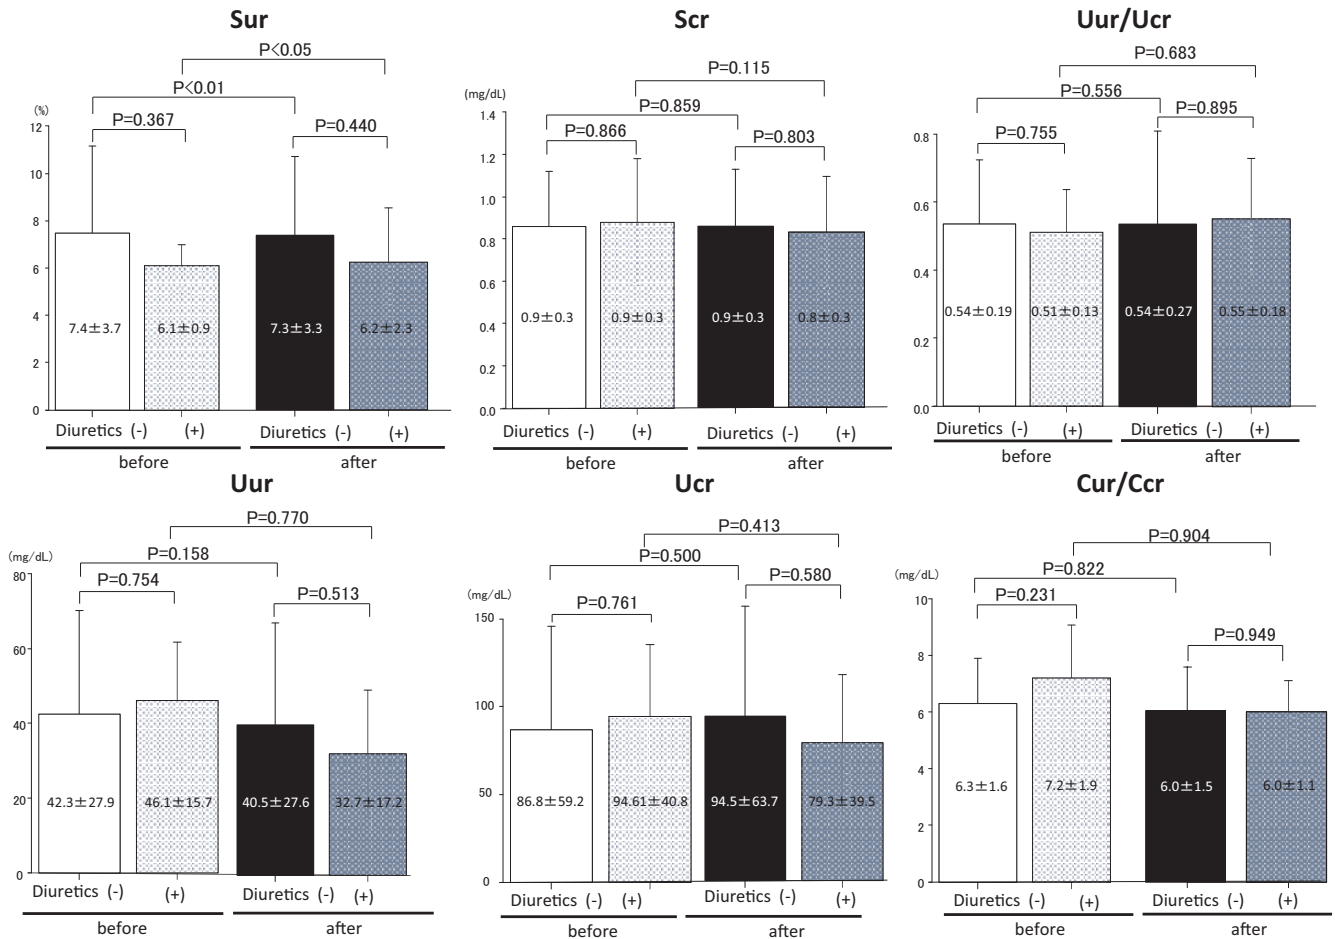 Sur
P<0.05
P<0.01
P=0.367
P=0.440
(%)
12
10
8
6
4
2
0
7.4±3.7
6.1±0.9
7.3±3.3
6.2±2.3
Diuretics (-) (+) Diuretics (-) (+)
before after
Scr
P=0.115
P=0.859
P=0.866
P=0.803
(mg/dL)
1.4
1.2
1.0
0.8
0.6
0.4
0.2
0.0
0.9±0.3
0.9±0.3
0.9±0.3
0.8±0.3
Diuretics (-) (+) Diuretics (-) (+)
before after
Uur/Ucr
P=0.683
P=0.556
P=0.755
P=0.895
0.8
0.6
0.4
0.2
0.0
0.54±0.19
0.51±0.13
0.54±0.27
0.55±0.18
Diuretics (-) (+) Diuretics (-) (+)
before after
Uur
P=0.770
P=0.158
P=0.754
P=0.513
(mg/dL)
80
60
40
20
0
42.3±27.9
46.1±15.7
40.5±27.6
32.7±17.2
Diuretics (-) (+) Diuretics (-) (+)
before after
Ucr
P=0.413
P=0.500
P=0.761
P=0.580
(mg/dL)
150
100
50
0
86.8±59.2
94.61±40.8
94.5±63.7
79.3±39.5
Diuretics (-) (+) Diuretics (-) (+)
before after
Cur/Ccr
P=0.904
P=0.822
P=0.231
P=0.949
(mg/dL)
10
8
6
4
2
0
6.3±1.6
7.2±1.9
6.0±1.5
6.0±1.1
Diuretics (-) (+) Diuretics (-) (+)
before after